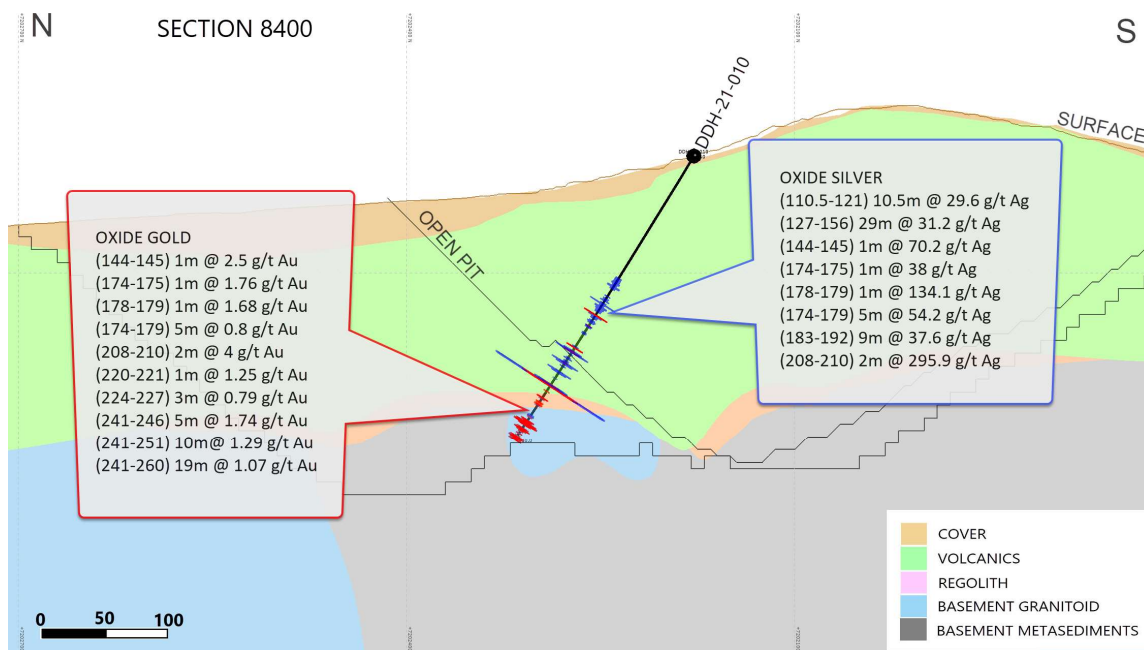 N
SECTION 8400
S
DDH-21-010
SURFACE
OPEN PIT
OXIDE GOLD
(144-145) 1m @ 2.5 g/t Au
(174-175) 1m @ 1.76 g/t Au
(178-179) 1m @ 1.68 g/t Au
(174-179) 5m @ 0.8 g/t Au
(208-210) 2m @ 4 g/t Au
(220-221) 1m @ 1.25 g/t Au
(224-227) 3m @ 0.79 g/t Au
(241-246) 5m @ 1.74 g/t Au
(241-251) 10m @ 1.29 g/t Au
(241-260) 19m @ 1.07 g/t Au
OXIDE SILVER
(110.5-121) 10.5m @ 29.6 g/t Ag
(127-156) 29m @ 31.2 g/t Ag
(144-145) 1m @ 70.2 g/t Ag
(174-175) 1m @ 38 g/t Ag
(178-179) 1m @ 134.1 g/t Ag
(174-179) 5m @ 54.2 g/t Ag
(183-192) 9m @ 37.6 g/t Ag
(208-210) 2m @ 295.9 g/t Ag
COVER
VOLCANICS
REGOLITH
BASEMENT GRANITOID
BASEMENT METASEDIMENTS
0 50 100